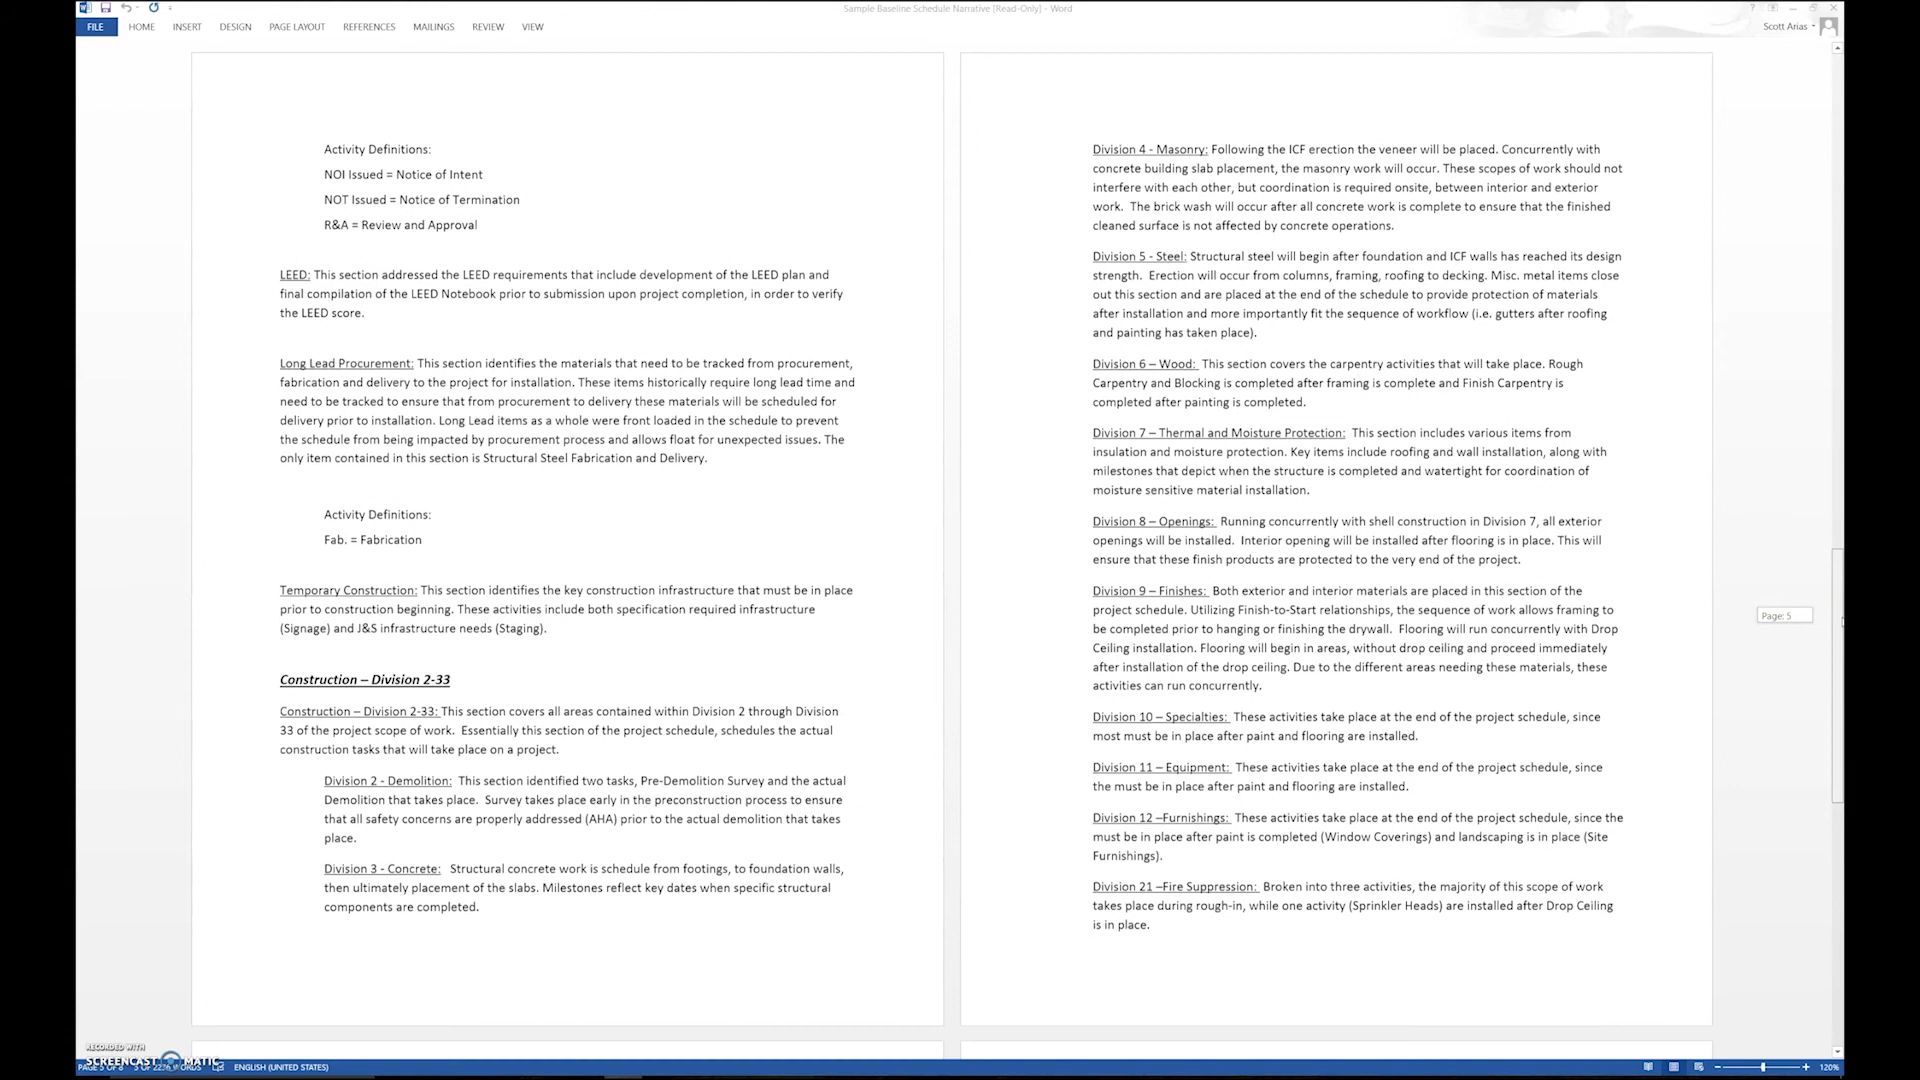 Sample Baseline Schedule Narrative [Read-Only] - Word
FILE HOME INSERT DESIGN PAGE LAYOUT REFERENCES MAILINGS REVIEW VIEW
Scott Arias
Activity Definitions:
NOI Issued = Notice of Intent
NOT Issued = Notice of Termination
R&A = Review and Approval
LEED: This section addressed the LEED requirements that include development of the LEED plan and
final compilation of the LEED Notebook prior to submission upon project completion, in order to verify
the LEED score.
Long Lead Procurement: This section identifies the materials that need to be tracked from procurement,
fabrication and delivery to the project for installation. These items historically require long lead time and
need to be tracked to ensure that from procurement to delivery these materials will be scheduled for
delivery prior to installation. Long Lead items as a whole were front loaded in the schedule to prevent
the schedule from being impacted by procurement process and allows float for unexpected issues. The
only item contained in this section is Structural Steel Fabrication and Delivery.
Activity Definitions:
Fab. = Fabrication
Temporary Construction: This section identifies the key construction infrastructure that must be in place
prior to construction beginning. These activities include both specification required infrastructure
(Signage) and J&S infrastructure needs (Staging).
Construction – Division 2-33
Construction – Division 2-33: This section covers all areas contained within Division 2 through Division
33 of the project scope of work. Essentially this section of the project schedule, schedules the actual
construction tasks that will take place on a project.
Division 2 - Demolition: This section identified two tasks, Pre-Demolition Survey and the actual
Demolition that takes place. Survey takes place early in the preconstruction process to ensure
that all safety concerns are properly addressed (AHA) prior to the actual demolition that takes
place.
Division 3 - Concrete: Structural concrete work is schedule from footings, to foundation walls,
then ultimately placement of the slabs. Milestones reflect key dates when specific structural
components are completed.
Division 4 - Masonry: Following the ICF erection the veneer will be placed. Concurrently with
concrete building slab placement, the masonry work will occur. These scopes of work should not
interfere with each other, but coordination is required onsite, between interior and exterior
work. The brick wash will occur after all concrete work is complete to ensure that the finished
cleaned surface is not affected by concrete operations.
Division 5 - Steel: Structural steel will begin after foundation and ICF walls has reached its design
strength. Erection will occur from columns, framing, roofing to decking. Misc. metal items close
out this section and are placed at the end of the schedule to provide protection of materials
after installation and more importantly fit the sequence of workflow (i.e. gutters after roofing
and painting has taken place).
Division 6 – Wood: This section covers the carpentry activities that will take place. Rough
Carpentry and Blocking is completed after framing is complete and Finish Carpentry is
completed after painting is completed.
Division 7 – Thermal and Moisture Protection: This section includes various items from
insulation and moisture protection. Key items include roofing and wall installation, along with
milestones that depict when the structure is completed and watertight for coordination of
moisture sensitive material installation.
Division 8 – Openings: Running concurrently with shell construction in Division 7, all exterior
openings will be installed. Interior opening will be installed after flooring is in place. This will
ensure that these finish products are protected to the very end of the project.
Division 9 – Finishes: Both exterior and interior materials are placed in this section of the
project schedule. Utilizing Finish-to-Start relationships, the sequence of work allows framing to
be completed prior to hanging or finishing the drywall. Flooring will run concurrently with Drop
Ceiling installation. Flooring will begin in areas, without drop ceiling and proceed immediately
after installation of the drop ceiling. Due to the different areas needing these materials, these
activities can run concurrently.
Division 10 – Specialties: These activities take place at the end of the project schedule, since
most must be in place after paint and flooring are installed.
Division 11 – Equipment: These activities take place at the end of the project schedule, since
the must be in place after paint and flooring are installed.
Division 12 –Furnishings: These activities take place at the end of the project schedule, since the
must be in place after paint is completed (Window Coverings) and landscaping is in place (Site
Furnishings).
Division 21 –Fire Suppression: Broken into three activities, the majority of this scope of work
takes place during rough-in, while one activity (Sprinkler Heads) are installed after Drop Ceiling
is in place.
Page: 5
RECORDED WITH
SCREENCAST MATIC
ENGLISH (UNITED STATES)
120%